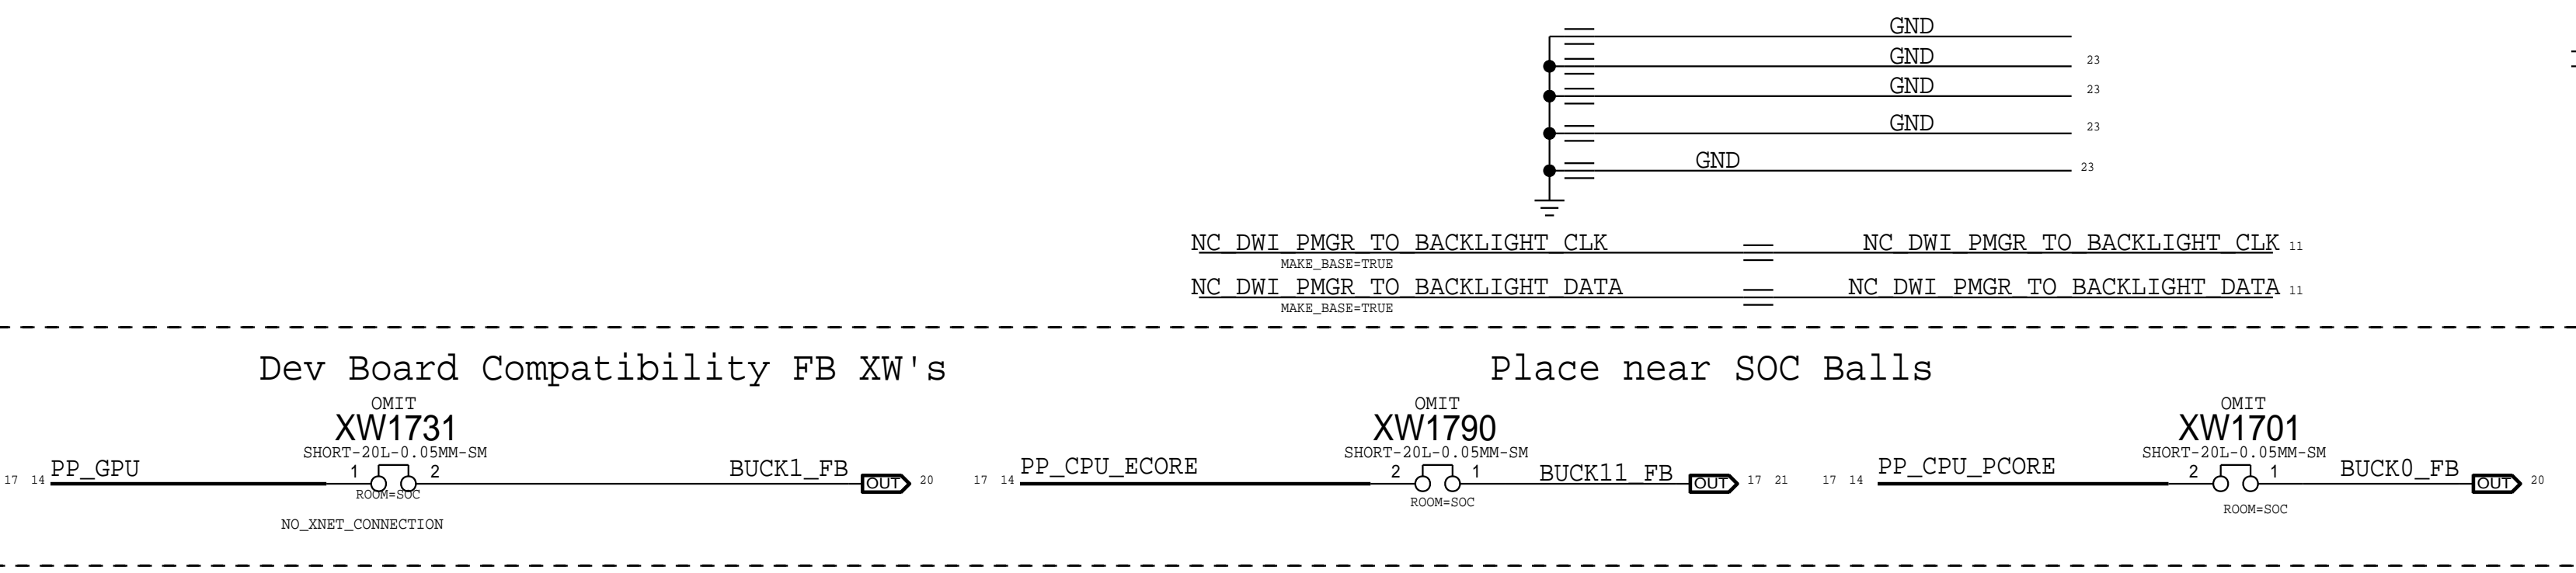 GND
GND 23
GND 23
GND 23
GND 23
NC_DWI_PMGR_TO_BACKLIGHT_CLK NC_DWI_PMGR_TO_BACKLIGHT_CLK 11
MAKE_BASE=TRUE
NC_DWI_PMGR_TO_BACKLIGHT_DATA NC_DWI_PMGR_TO_BACKLIGHT_DATA 11
MAKE_BASE=TRUE
Dev Board Compatibility FB XW's Place near SOC Balls
OMIT
XW1731
SHORT-20L-0.05MM-SM
17 14 PP_GPU 1 2 BUCK1_FB OUT 20
ROOM=SOC
NO_XNET_CONNECTION
OMIT
XW1790
SHORT-20L-0.05MM-SM
17 14 PP_CPU_ECORE 2 1 BUCK11_FB OUT 17 21
ROOM=SOC
OMIT
XW1701
SHORT-20L-0.05MM-SM
17 14 PP_CPU_PCORE 2 1 BUCK0_FB OUT 20
ROOM=SOC